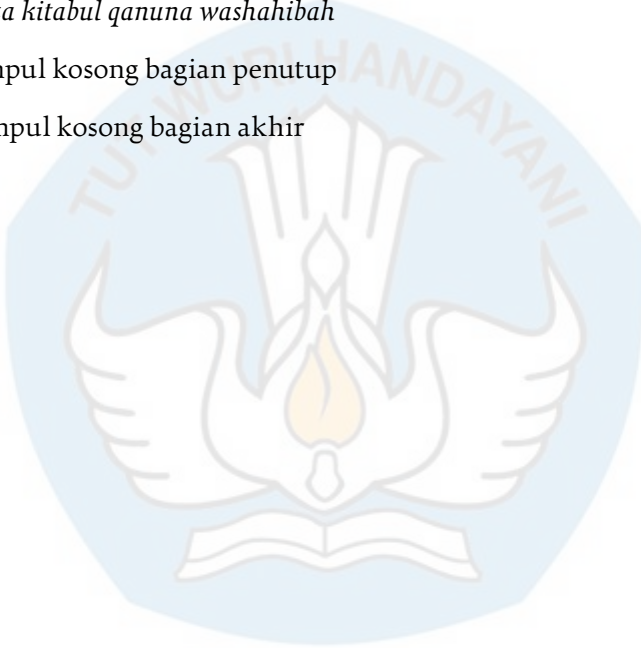 a kitabul qanuna washahibah
npul kosong bagian penutup
npul kosong bagian akhir
TUT WURI HANDAYANI